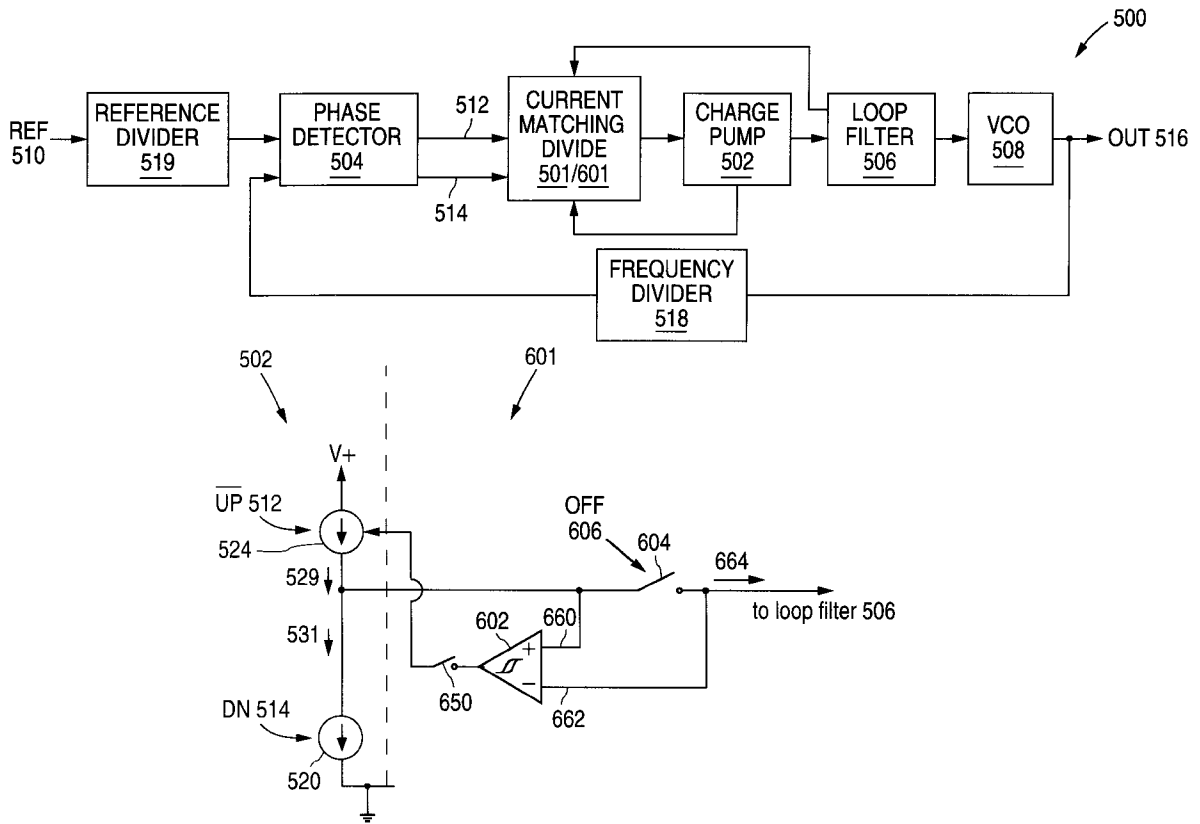 500
REF
510
REFERENCE
DIVIDER
519
PHASE
DETECTOR
504
512
514
CURRENT
MATCHING
DIVIDE
501/601
CHARGE
PUMP
502
LOOP
FILTER
506
VCO
508
OUT 516
FREQUENCY
DIVIDER
518
502
601
V+
UP 512
524
529
531
DN 514
520
OFF
606
604
664
to loop filter 506
602
660
+
−
650
662